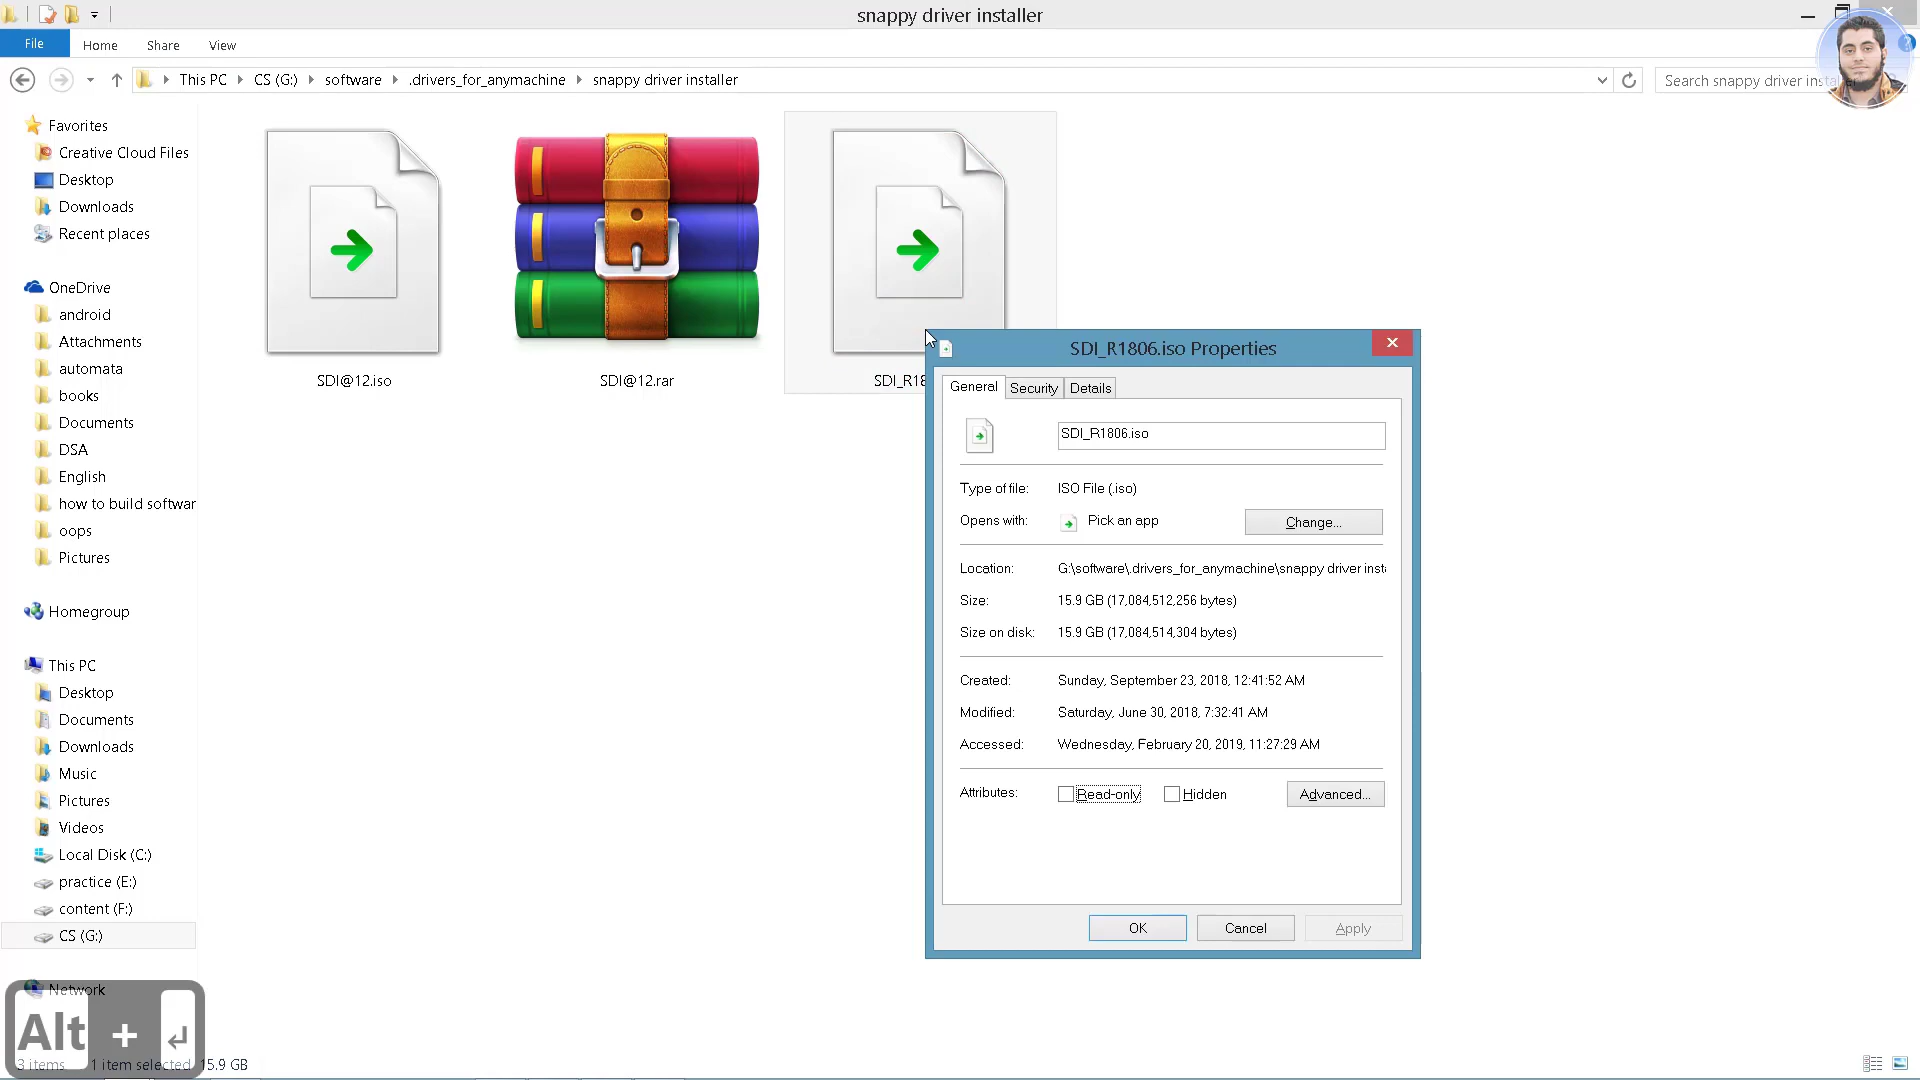 snappy driver installer
File
Home
Share
View
This PC
CS (G:)
software
.drivers_for_anymachine
snappy driver installer
Search snappy driver insta
Favorites
Creative Cloud Files
Desktop
Downloads
Recent places
OneDrive
android
Attachments
automata
books
Documents
DSA
English
how to build softwar
oops
Pictures
Homegroup
This PC
Desktop
Documents
Downloads
Music
Pictures
Videos
Local Disk (C:)
practice (E:)
content (F:)
CS (G:)
Network
SDI@12.iso
SDI@12.rar
SDI_R18
SDI_R1806.iso Properties
General
Security
Details
SDI_R1806.iso
Type of file: ISO File (.iso)
Opens with: Pick an app
Change...
Location: G:\software\.drivers_for_anymachine\snappy driver inst
Size: 15.9 GB (17,084,512,256 bytes)
Size on disk: 15.9 GB (17,084,514,304 bytes)
Created: Sunday, September 23, 2018, 12:41:52 AM
Modified: Saturday, June 30, 2018, 7:32:41 AM
Accessed: Wednesday, February 20, 2019, 11:27:29 AM
Attributes: Read-only Hidden
Advanced...
OK
Cancel
Apply
Alt + ↵
3 items 1 item selected 15.9 GB